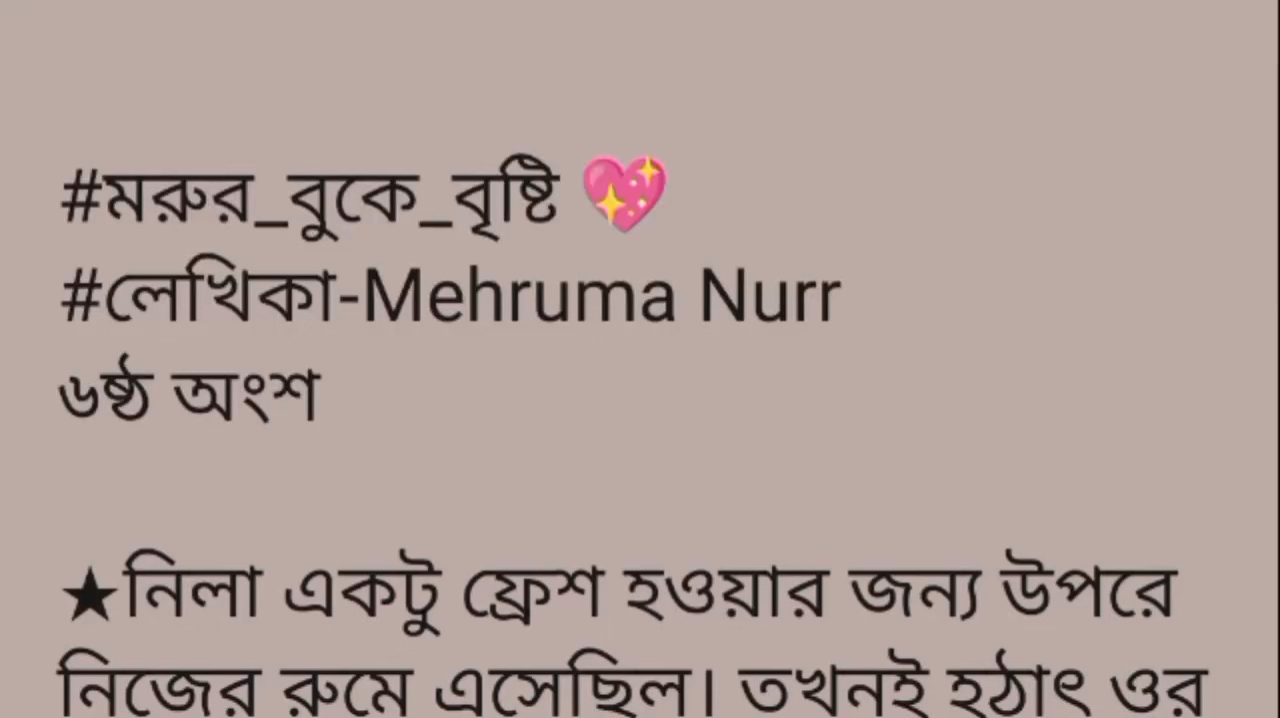 #মরুর_বুকে_বৃষ্টি 💖
#লেখিকা-Mehruma Nurr
৬ষ্ঠ অংশ
★নিলা একটু ফ্রেশ হওয়ার জন্য উপরে
নিজের রুমে এসেছিল। তখনই হঠাৎ ওর